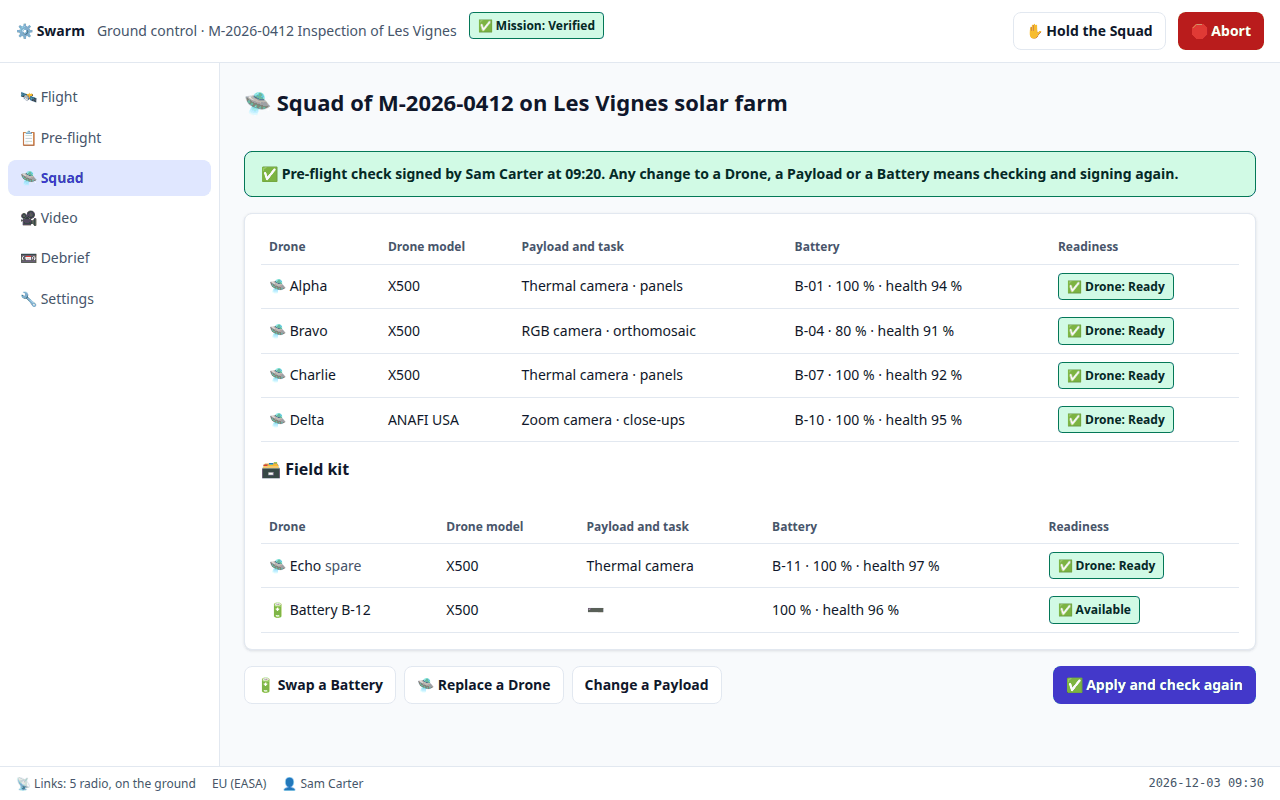 ⚙️ Swarm Ground control · M-2026-0412 Inspection of Les Vignes ✅ Mission: Verified ✋ Hold the Squad 🛑 Abort
🛰️ Flight
📋 Pre-flight
🛸 Squad
🎥 Video
📼 Debrief
🔧 Settings
🛸 Squad of M-2026-0412 on Les Vignes solar farm
✅ Pre-flight check signed by Sam Carter at 09:20. Any change to a Drone, a Payload or a Battery means checking and signing again.
Drone Drone model Payload and task Battery Readiness
🛸 Alpha X500 Thermal camera · panels B-01 · 100 % · health 94 % ✅ Drone: Ready
🛸 Bravo X500 RGB camera · orthomosaic B-04 · 80 % · health 91 % ✅ Drone: Ready
🛸 Charlie X500 Thermal camera · panels B-07 · 100 % · health 92 % ✅ Drone: Ready
🛸 Delta ANAFI USA Zoom camera · close-ups B-10 · 100 % · health 95 % ✅ Drone: Ready
🗃️ Field kit
Drone Drone model Payload and task Battery Readiness
🛸 Echo spare X500 Thermal camera B-11 · 100 % · health 97 % ✅ Drone: Ready
🔋 Battery B-12 X500 ➖ 100 % · health 96 % ✅ Available
🔋 Swap a Battery 🛸 Replace a Drone Change a Payload ✅ Apply and check again
📡 Links: 5 radio, on the ground EU (EASA) 👤 Sam Carter 2026-12-03 09:30